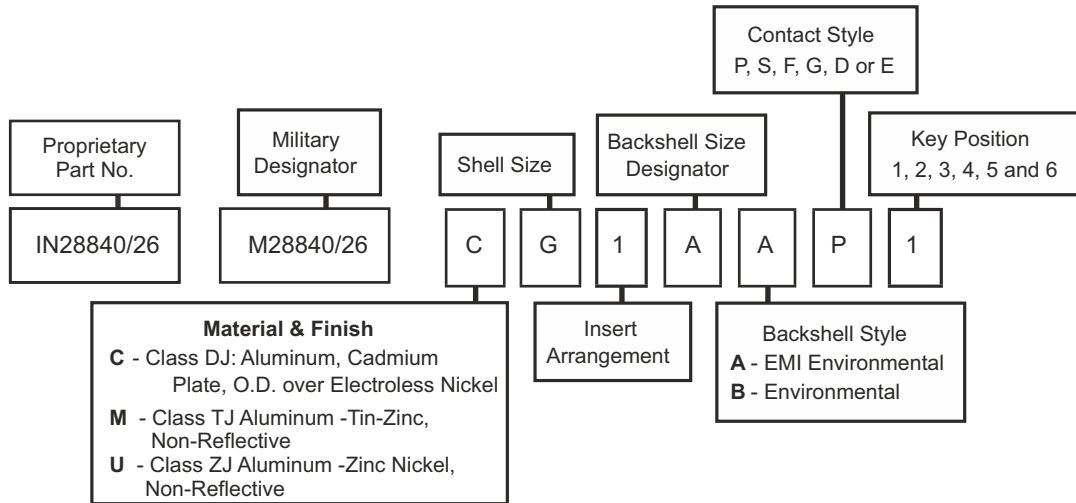 Contact Style
P, S, F, G, D or E
Proprietary
Part No.
Military
Designator
Shell Size
Backshell Size
Designator
Key Position
1, 2, 3, 4, 5 and 6
IN28840/26
M28840/26
C
G
1
A
A
P
1
Material & Finish
C - Class DJ: Aluminum, Cadmium
Plate, O.D. over Electroless Nickel
M - Class TJ Aluminum -Tin-Zinc,
Non-Reflective
U - Class ZJ Aluminum -Zinc Nickel,
Non-Reflective
Insert
Arrangement
Backshell Style
A - EMI Environmental
B - Environmental